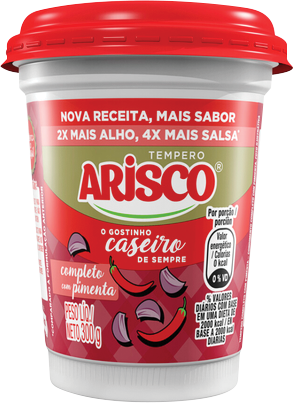 NOVA RECEITA, MAIS SABOR
2X MAIS ALHO, 4X MAIS SALSA*
TEMPERO
ARISCO®
O GOSTINHO
caseiro
DE SEMPRE
completo
com pimenta
PESO LÍQ./
NETO 300g
Por porção /
porción
Valor
energético
/ Calorías
0 kcal
0 % VD
% VALORES
DIÁRIOS COM BASE
EM UMA DIETA DE
2000 kcal / EN
BASE A 2000 kcal
DIARIAS